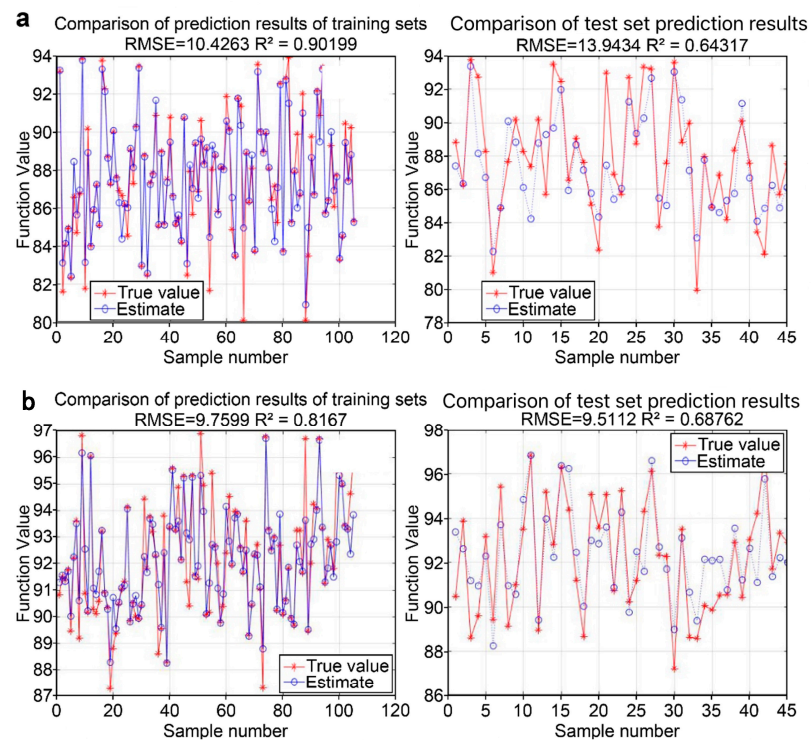 a
Comparison of prediction results of training sets
RMSE=10.4263 R² = 0.90199
Function Value
94
92
90
88
86
84
82
80
0 20 40 60 80 100 120
Sample number
True value
Estimate
Comparison of test set prediction results
RMSE=13.9434 R² = 0.64317
Function Value
94
92
90
88
86
84
82
80
78
0 5 10 15 20 25 30 35 40 45
Sample number
True value
Estimate
b
Comparison of prediction results of training sets
RMSE=9.7599 R² = 0.8167
Function Value
97
96
95
94
93
92
91
90
89
88
87
0 20 40 60 80 100 120
Sample number
True value
Estimate
Comparison of test set prediction results
RMSE=9.5112 R² = 0.68762
Function Value
98
96
94
92
90
88
86
0 5 10 15 20 25 30 35 40 45
Sample number
True value
Estimate